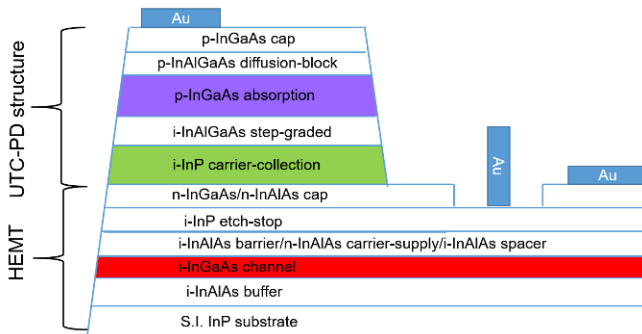 Au
p-InGaAs cap
p-InAlGaAs diffusion-block
p-InGaAs absorption
i-InAlGaAs step-graded
i-InP carrier-collection
UTC-PD structure
Au
Au
n-InGaAs/n-InAlAs cap
i-InP etch-stop
i-InAlAs barrier/n-InAlAs carrier-supply/i-InAlAs spacer
i-InGaAs channel
i-InAlAs buffer
S.I. InP substrate
HEMT